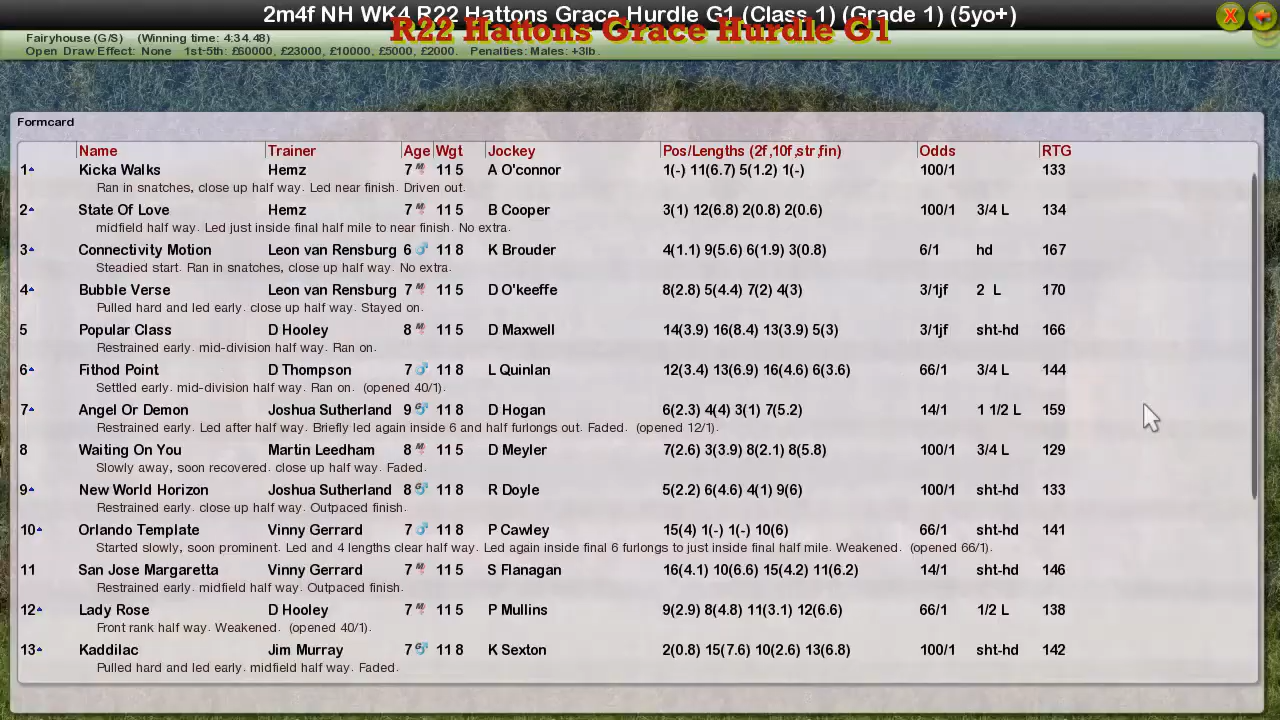 2m4f NH WK4 R22 Hattons Grace Hurdle G1 (Class 1) (Grade 1) (5yo+)
R22 Hattons Grace Hurdle G1
Fairyhouse (G/S) (Winning time: 4:34.48)
Open Draw Effect: None 1st-5th: £60000, £23000, £10000, £5000, £2000. Penalties: Males: +3lb.
Formcard
Name Trainer Age Wgt Jockey Pos/Lengths (2f,10f,str,fin) Odds RTG
1 Kicka Walks Hemz 7 11 5 A O'connor 1(-) 11(6.7) 5(1.2) 1(-) 100/1 133
Ran in snatches, close up half way. Led near finish. Driven out.
2 State Of Love Hemz 7 11 5 B Cooper 3(1) 12(6.8) 2(0.8) 2(0.6) 100/1 3/4 L 134
midfield half way. Led just inside final half mile to near finish. No extra.
3 Connectivity Motion Leon van Rensburg 6 11 8 K Brouder 4(1.1) 9(5.6) 6(1.9) 3(0.8) 6/1 hd 167
Steadied start. Ran in snatches, close up half way. No extra.
4 Bubble Verse Leon van Rensburg 7 11 5 D O'keeffe 8(2.8) 5(4.4) 7(2) 4(3) 3/1jf 2 L 170
Pulled hard and led early. close up half way. Stayed on.
5 Popular Class D Hooley 8 11 5 D Maxwell 14(3.9) 16(8.4) 13(3.9) 5(3) 3/1jf sht-hd 166
Restrained early. mid-division half way. Ran on.
6 Fithod Point D Thompson 7 11 8 L Quinlan 12(3.4) 13(6.9) 16(4.6) 6(3.6) 66/1 3/4 L 144
Settled early. mid-division half way. Ran on. (opened 40/1).
7 Angel Or Demon Joshua Sutherland 9 11 8 D Hogan 6(2.3) 4(4) 3(1) 7(5.2) 14/1 1 1/2 L 159
Restrained early. Led after half way. Briefly led again inside 6 and half furlongs out. Faded. (opened 12/1).
8 Waiting On You Martin Leedham 8 11 5 D Meyler 7(2.6) 3(3.9) 8(2.1) 8(5.8) 100/1 3/4 L 129
Slowly away, soon recovered. close up half way. Faded.
9 New World Horizon Joshua Sutherland 8 11 8 R Doyle 5(2.2) 6(4.6) 4(1) 9(6) 100/1 sht-hd 133
Restrained early. close up half way. Outpaced finish.
10 Orlando Template Vinny Gerrard 7 11 8 P Cawley 15(4) 1(-) 1(-) 10(6) 66/1 sht-hd 141
Started slowly, soon prominent. Led and 4 lengths clear half way. Led again inside final 6 furlongs to just inside final half mile. Weakened. (opened 66/1).
11 San Jose Margaretta Vinny Gerrard 7 11 5 S Flanagan 16(4.1) 10(6.6) 15(4.2) 11(6.2) 14/1 sht-hd 146
Restrained early. midfield half way. Outpaced finish.
12 Lady Rose D Hooley 7 11 5 P Mullins 9(2.9) 8(4.8) 11(3.1) 12(6.6) 66/1 1/2 L 138
Front rank half way. Weakened. (opened 40/1).
13 Kaddilac Jim Murray 7 11 8 K Sexton 2(0.8) 15(7.6) 10(2.6) 13(6.8) 100/1 sht-hd 142
Pulled hard and led early. midfield half way. Faded.